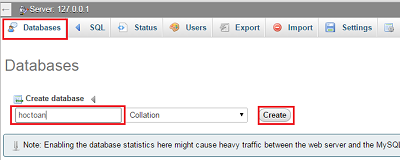 Server: 127.0.0.1
Databases SQL Status Users Export Import Settings
Databases
Create database
hoctoan Collation Create
Note: Enabling the database statistics here might cause heavy traffic between the web server and the MySQL